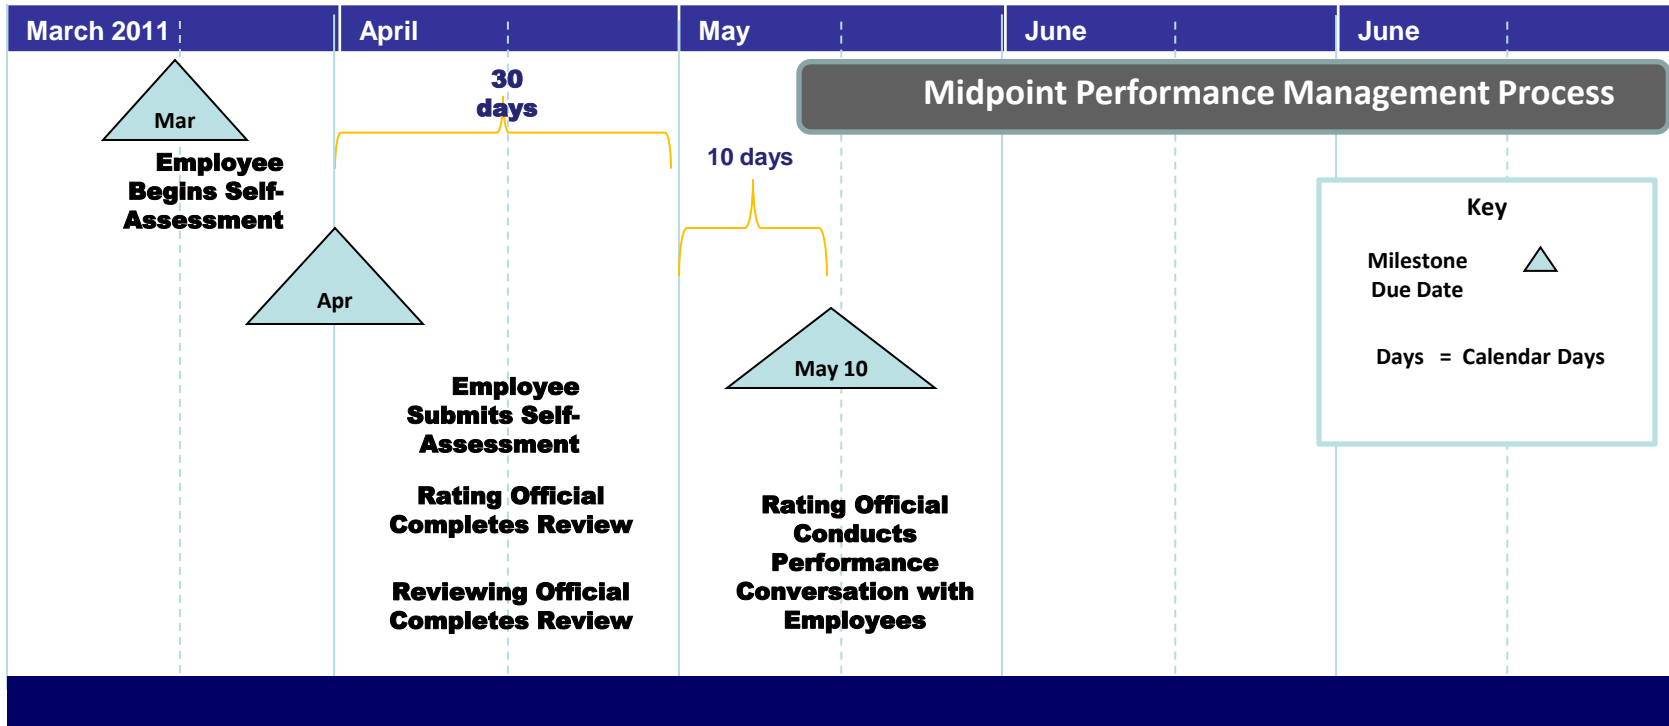 March 2011
April
May
June
June
Midpoint Performance Management Process
30
days
10 days
Mar
Employee
Begins Self-
Assessment
Apr
May 10
Employee
Submits Self-
Assessment
Rating Official
Completes Review
Reviewing Official
Completes Review
Rating Official
Conducts
Performance
Conversation with
Employees
Key
Milestone
Due Date
Days = Calendar Days